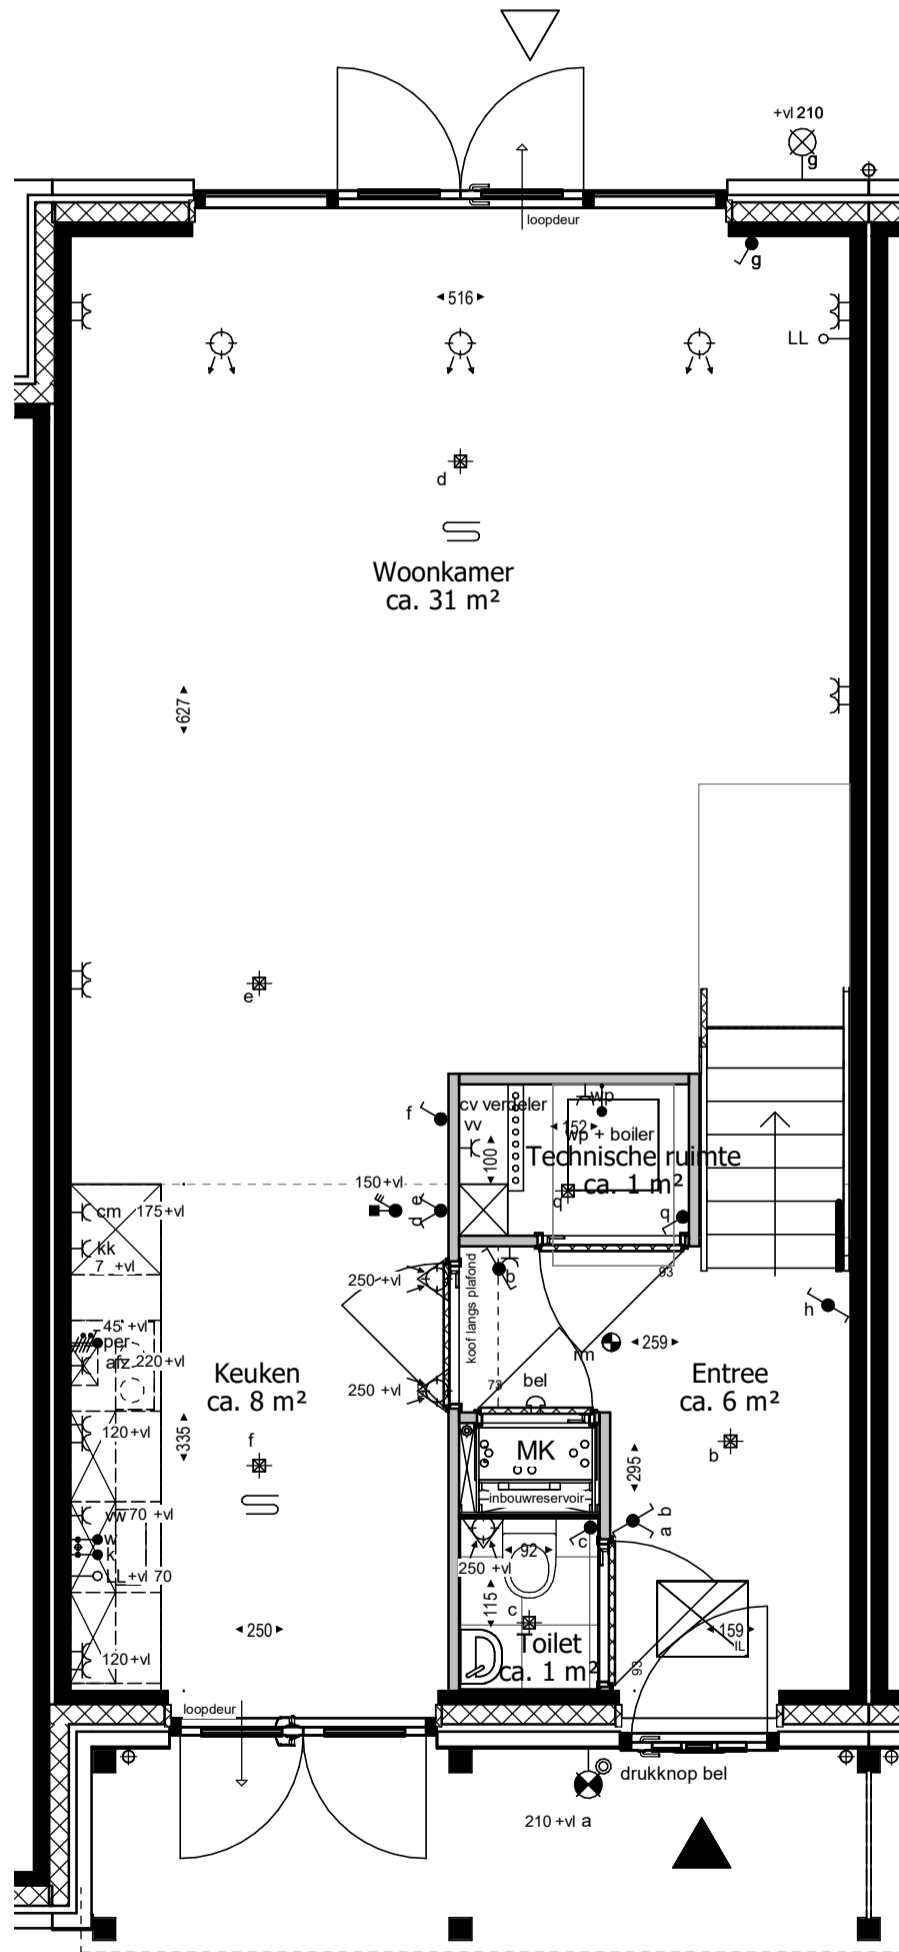 +vl 210
g
loopdeur
g
516
LL
d
Woonkamer
ca. 31 m²
627
e
f
cv verdeler
vv
wp
152
wp + boiler
100
Technische ruimte
ca. 1 m²
150+vl
e
d
q
q
cm 175+vl
kk
7 +vl
250 +vl
koof langs plafond
b
93
h
45 +vl
per
afz 220+vl
rm
259
Keuken
ca. 8 m²
250 +vl
73
bel
Entree
ca. 6 m²
120+vl
335
f
MK
b
295
inbouwreservoir
vw 70 +vl
w
k
LL +vl 70
c
b
a
92
250 +vl
115
c
250
159
IL
Toilet
ca. 1 m²
93
120+vl
loopdeur
drukknop bel
210 +vl a